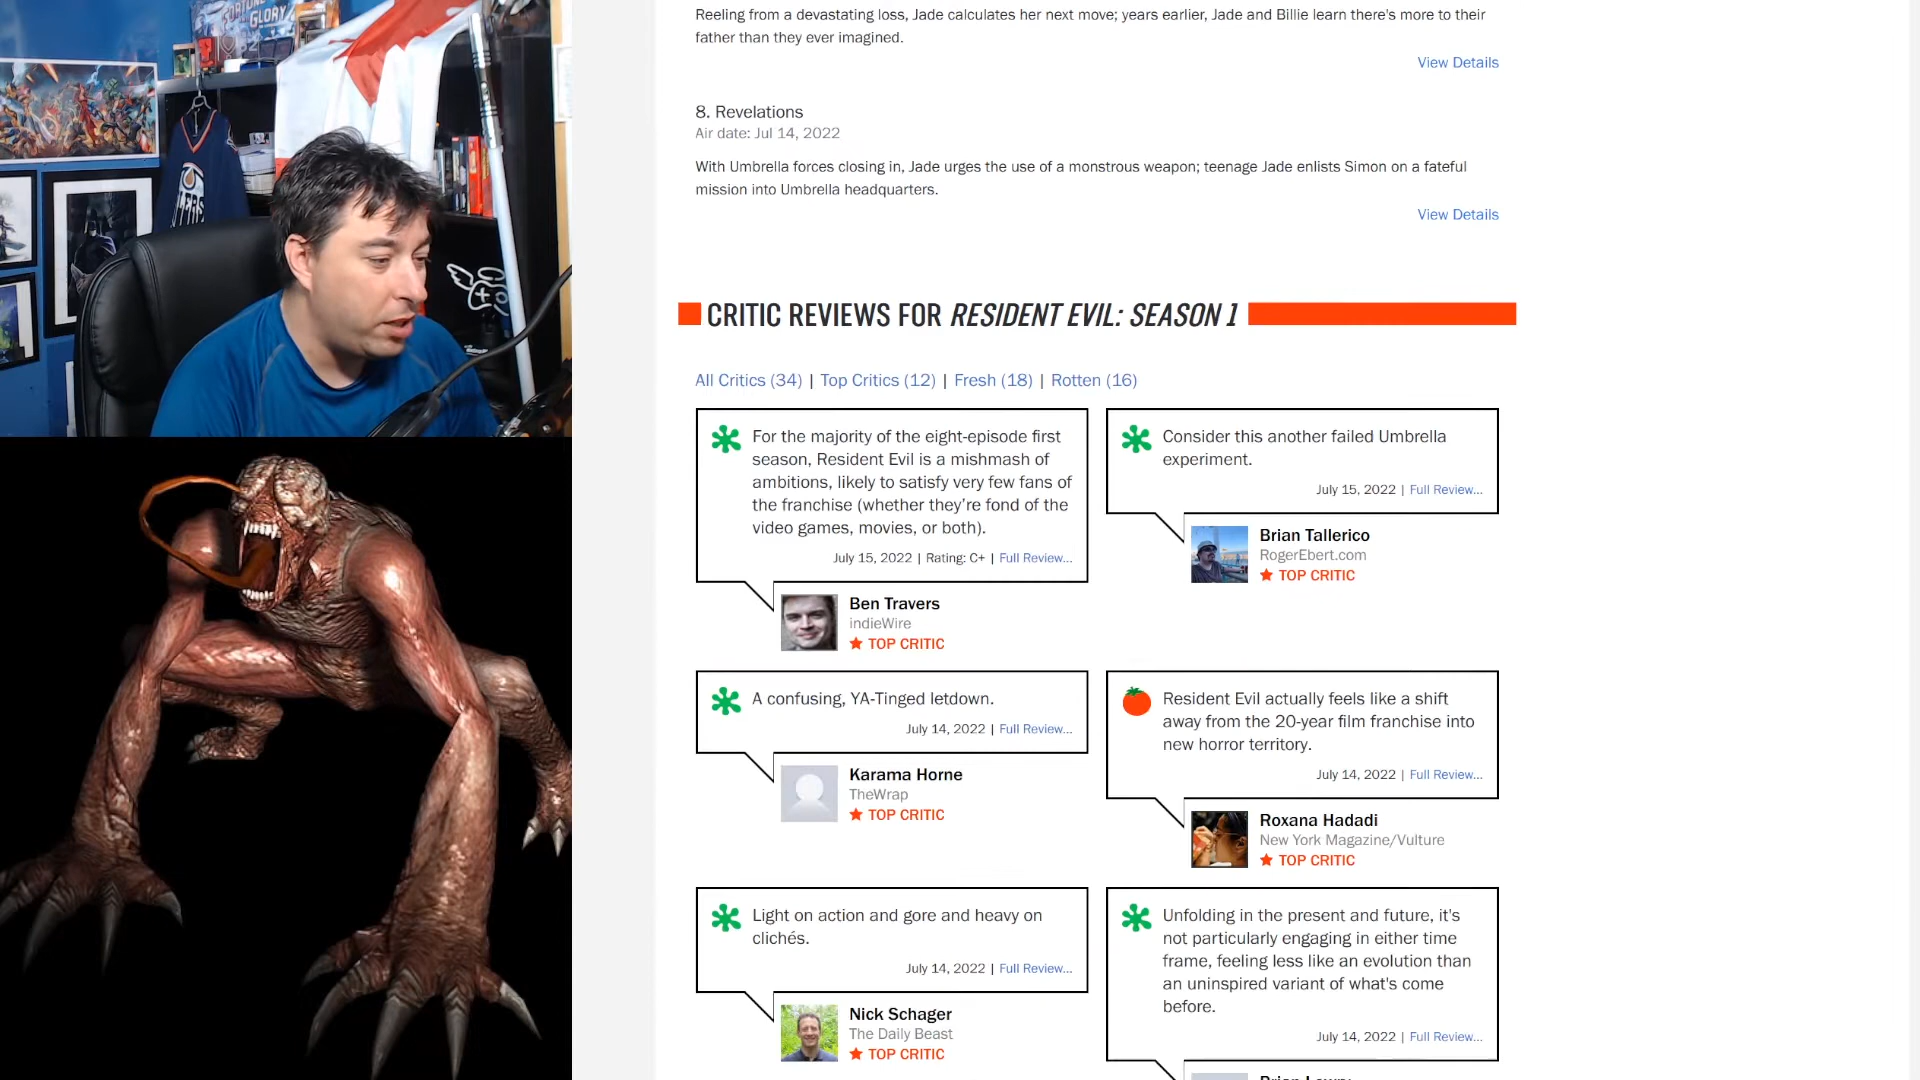 FORTUNE
GLORY
LERS
Reeling from a devastating loss, Jade calculates her next move; years earlier, Jade and Billie learn there's more to their
father than they ever imagined.
View Details
8. Revelations
Air date: Jul 14, 2022
With Umbrella forces closing in, Jade urges the use of a monstrous weapon; teenage Jade enlists Simon on a fateful
mission into Umbrella headquarters.
View Details
CRITIC REVIEWS FOR RESIDENT EVIL: SEASON 1
All Critics (34) | Top Critics (12) | Fresh (18) | Rotten (16)
For the majority of the eight-episode first
season, Resident Evil is a mishmash of
ambitions, likely to satisfy very few fans of
the franchise (whether they’re fond of the
video games, movies, or both).
July 15, 2022 | Rating: C+ | Full Review...
Ben Travers
indieWire
TOP CRITIC
Consider this another failed Umbrella
experiment.
July 15, 2022 | Full Review...
Brian Tallerico
RogerEbert.com
TOP CRITIC
A confusing, YA-Tinged letdown.
July 14, 2022 | Full Review...
Karama Horne
TheWrap
TOP CRITIC
Resident Evil actually feels like a shift
away from the 20-year film franchise into
new horror territory.
July 14, 2022 | Full Review...
Roxana Hadadi
New York Magazine/Vulture
TOP CRITIC
Light on action and gore and heavy on
clichés.
July 14, 2022 | Full Review...
Nick Schager
The Daily Beast
TOP CRITIC
Unfolding in the present and future, it's
not particularly engaging in either time
frame, feeling less like an evolution than
an uninspired variant of what's come
before.
July 14, 2022 | Full Review...